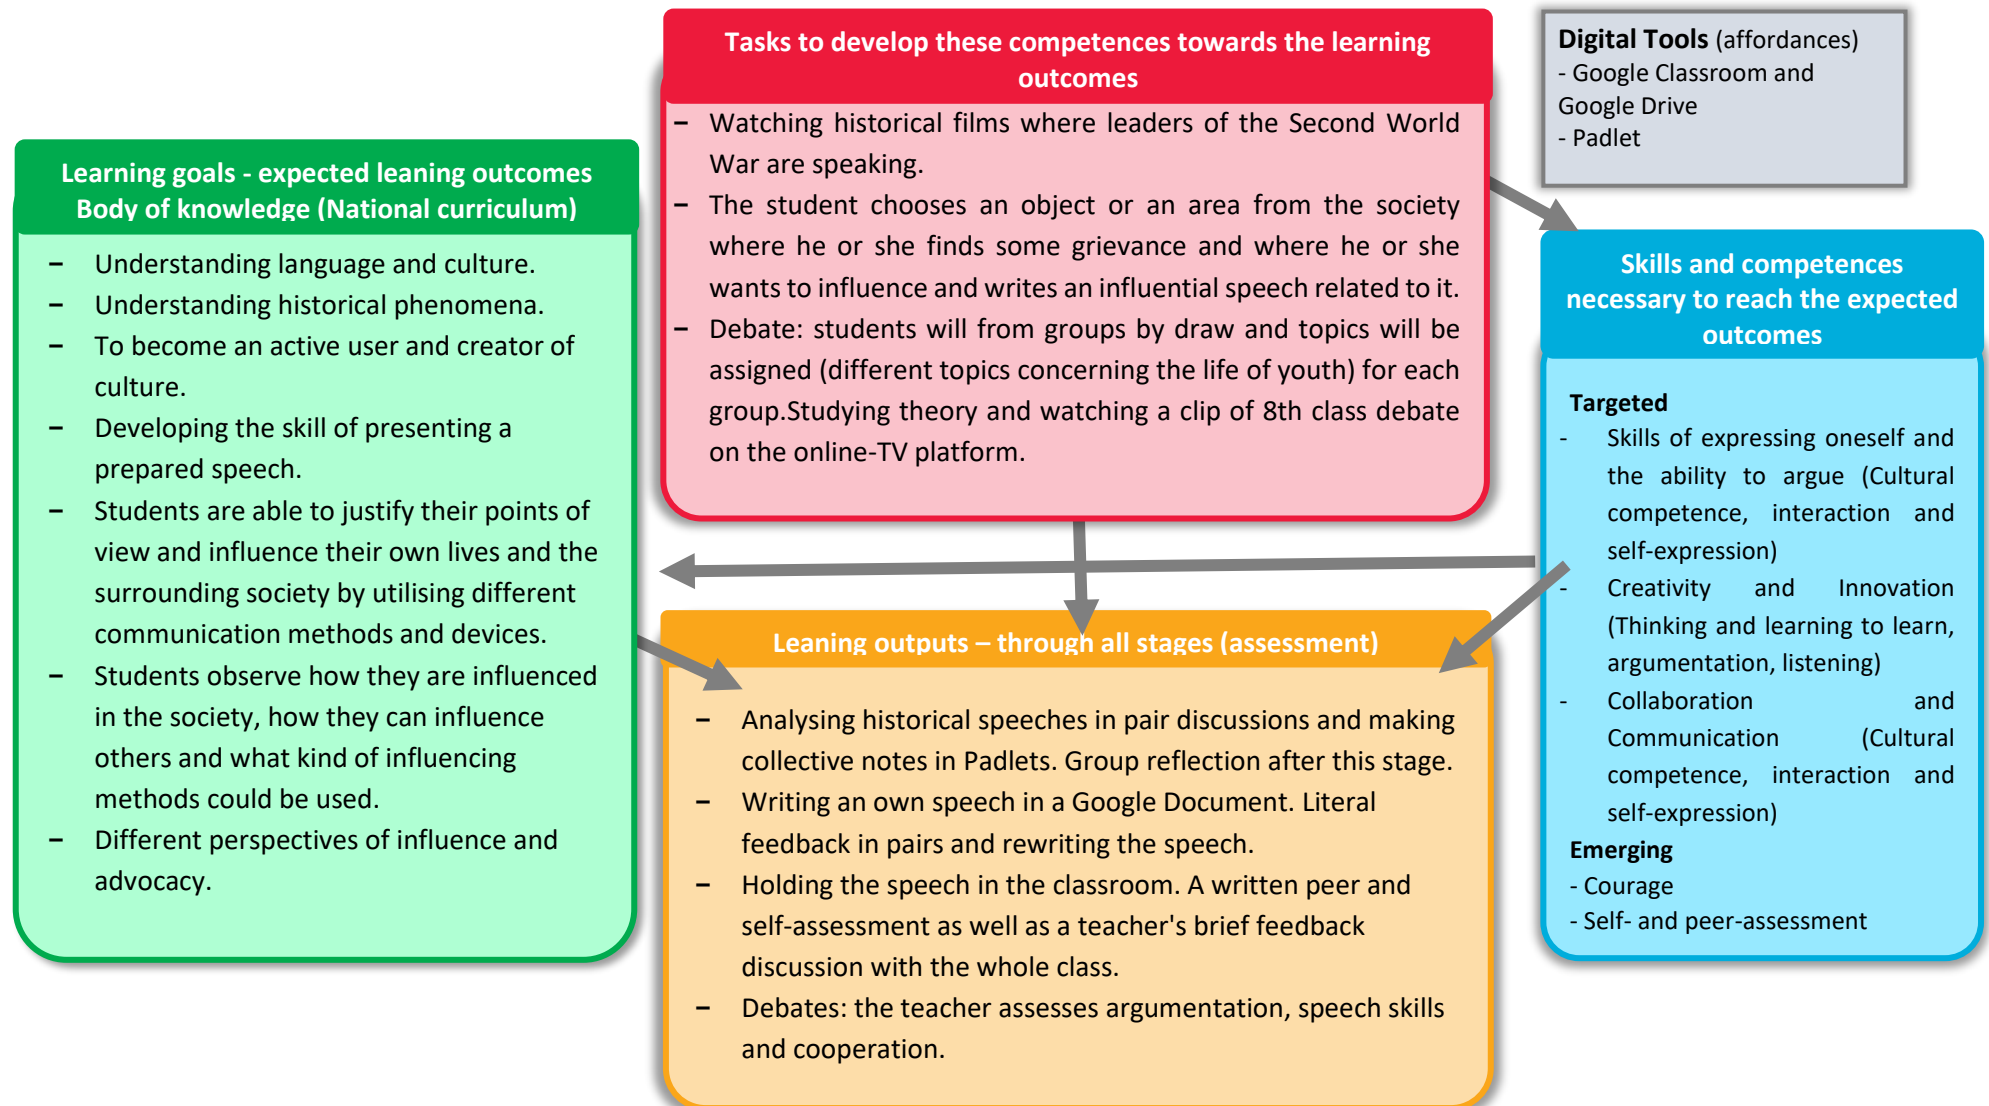 Tasks to develop these competences towards the learning
outcomes
– Watching historical films where leaders of the Second World
War are speaking.
– The student chooses an object or an area from the society
where he or she finds some grievance and where he or she
wants to influence and writes an influential speech related to it.
– Debate: students will from groups by draw and topics will be
assigned (different topics concerning the life of youth) for each
group.Studying theory and watching a clip of 8th class debate
on the online-TV platform.
Digital Tools (affordances)
- Google Classroom and
Google Drive
- Padlet
Learning goals - expected leaning outcomes
Body of knowledge (National curriculum)
– Understanding language and culture.
– Understanding historical phenomena.
– To become an active user and creator of
culture.
– Developing the skill of presenting a
prepared speech.
– Students are able to justify their points of
view and influence their own lives and the
surrounding society by utilising different
communication methods and devices.
– Students observe how they are influenced
in the society, how they can influence
others and what kind of influencing
methods could be used.
– Different perspectives of influence and
advocacy.
Skills and competences
necessary to reach the expected
outcomes
Targeted
- Skills of expressing oneself and
the ability to argue (Cultural
competence, interaction and
self-expression)
- Creativity and Innovation
(Thinking and learning to learn,
argumentation, listening)
- Collaboration and
Communication (Cultural
competence, interaction and
self-expression)
Emerging
- Courage
- Self- and peer-assessment
Leaning outputs – through all stages (assessment)
– Analysing historical speeches in pair discussions and making
collective notes in Padlets. Group reflection after this stage.
– Writing an own speech in a Google Document. Literal
feedback in pairs and rewriting the speech.
– Holding the speech in the classroom. A written peer and
self-assessment as well as a teacher's brief feedback
discussion with the whole class.
– Debates: the teacher assesses argumentation, speech skills
and cooperation.